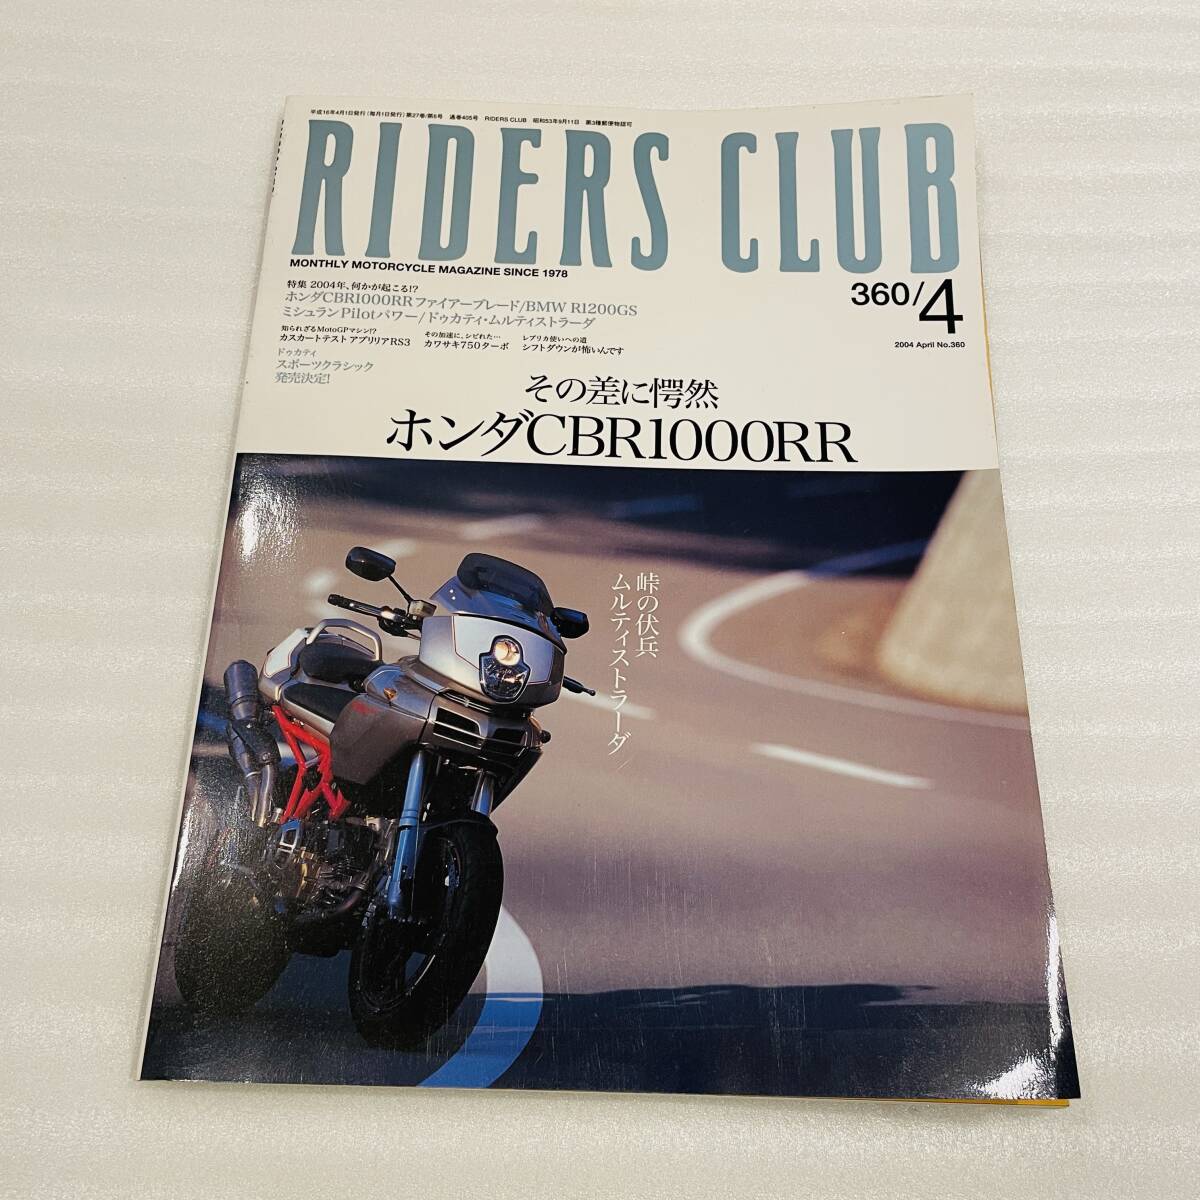 平成16年4月1日発行(毎月1日発行)第27巻/第6号 通巻405号 RIDERS CLUB 昭和53年9月11日 第3種郵便物認可
RIDERS CLUB
MONTHLY MOTORCYCLE MAGAZINE SINCE 1978
360/4
2004 April No.360
特集 2004年、何かが起こる!?
ホンダCBR1000RRファイアーブレード/BMW R1200GS
ミシュランPilotパワー/ドゥカティ・ムルティストラーダ
知られざるMotoGPマシン!?
カスカートテスト アプリリアRS3
その加速に、シビれた…
カワサキ750ターボ
レプリカ使いへの道
シフトダウンが怖いんです
ドゥカティ
スポーツクラシック
発売決定!
その差に愕然
ホンダCBR1000RR
峠の伏兵
ムルティストラーダ/